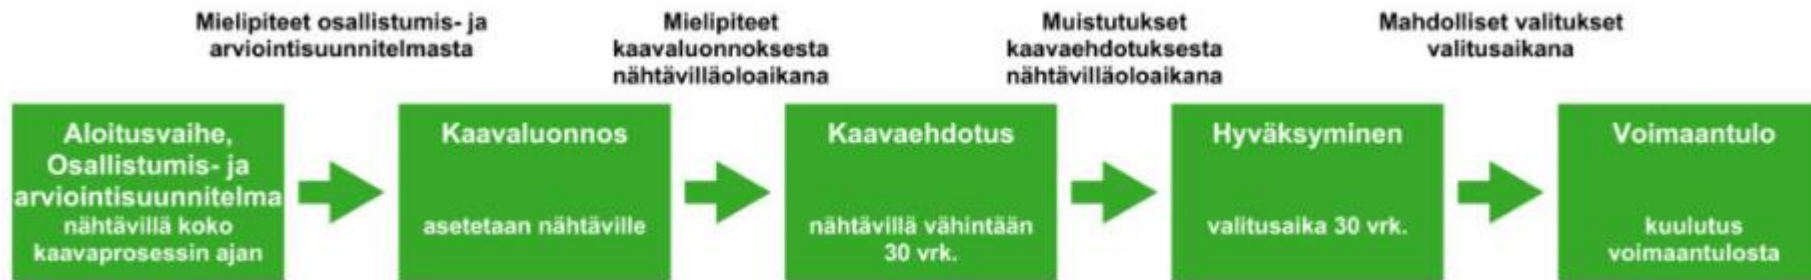 Mielipiteet osallistumis- ja
arviointisuunnitelmasta
Mielipiteet
kaavaluonnoksesta
nähtävilläoloaikana
Muistutukset
kaavaehdotuksesta
nähtävilläoloaikana
Mahdolliset valitukset
valitusaikana
Aloitusvaihe,
Osallistumis- ja
arviointisuunnitelma
nähtävillä koko
kaavaprosessin ajan
Kaavaluonnos
asetetaan nähtäville
Kaavaehdotus
nähtävillä vähintään
30 vrk.
Hyväksyminen
valitusaika 30 vrk.
Voimaantulo
kuulutus
voimaantulosta